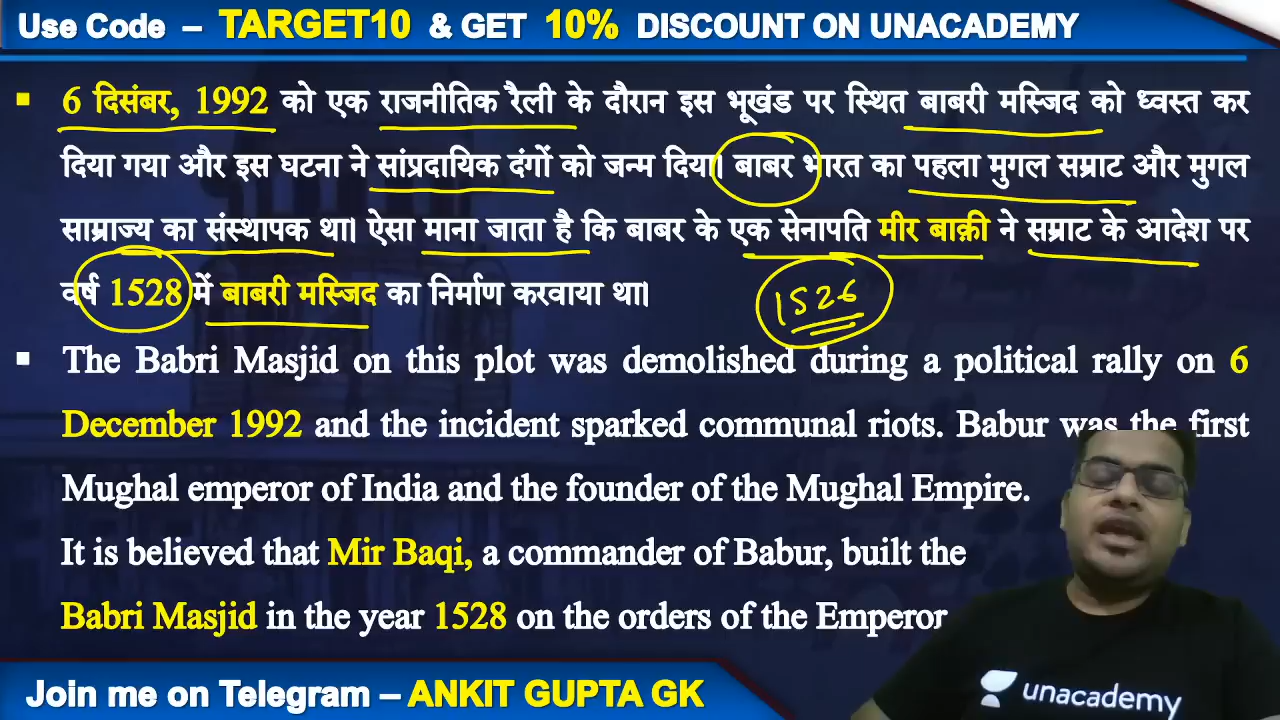 Use Code – TARGET10 & GET 10% DISCOUNT ON UNACADEMY
▪ 6 दिसंबर, 1992 को एक राजनीतिक रैली के दौरान इस भूखंड पर स्थित बाबरी मस्जिद को ध्वस्त कर
दिया गया और इस घटना ने सांप्रदायिक दंगों को जन्म दिया। बाबर भारत का पहला मुगल सम्राट और मुगल
साम्राज्य का संस्थापक था। ऐसा माना जाता है कि बाबर के एक सेनापति मीर बाक़ी ने सम्राट के आदेश पर
वर्ष 1528 में बाबरी मस्जिद का निर्माण करवाया था।
1526
▪ The Babri Masjid on this plot was demolished during a political rally on 6
December 1992 and the incident sparked communal riots. Babur was the first
Mughal emperor of India and the founder of the Mughal Empire.
It is believed that Mir Baqi, a commander of Babur, built the
Babri Masjid in the year 1528 on the orders of the Emperor
unacademy
Join me on Telegram – ANKIT GUPTA GK